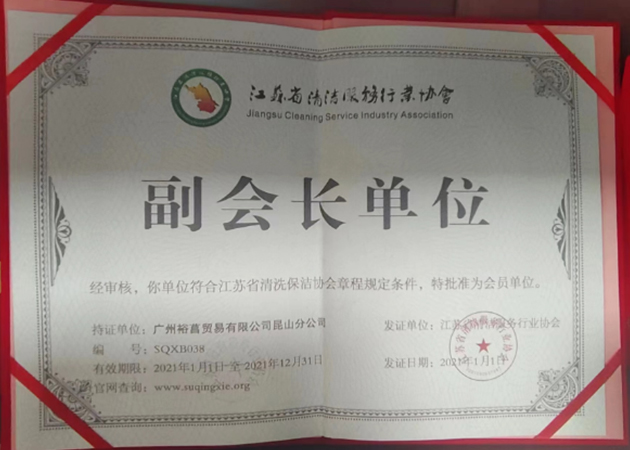 江苏省清洁服务行业协会
Jiangsu Cleaning Service Industry Association
副会长单位
经审核，你单位符合江苏省清洗保洁协会章程规定条件，特批准为会员单位。
持证单位：广州裕菖贸易有限公司昆山分公司
发证单位：江苏省清洁服务行业协会
编 号：SQXB038
有效期限：2021年1月1日至2021年12月31日
发证日期：2021年1月1日
官网查询：www.suqingxie.org